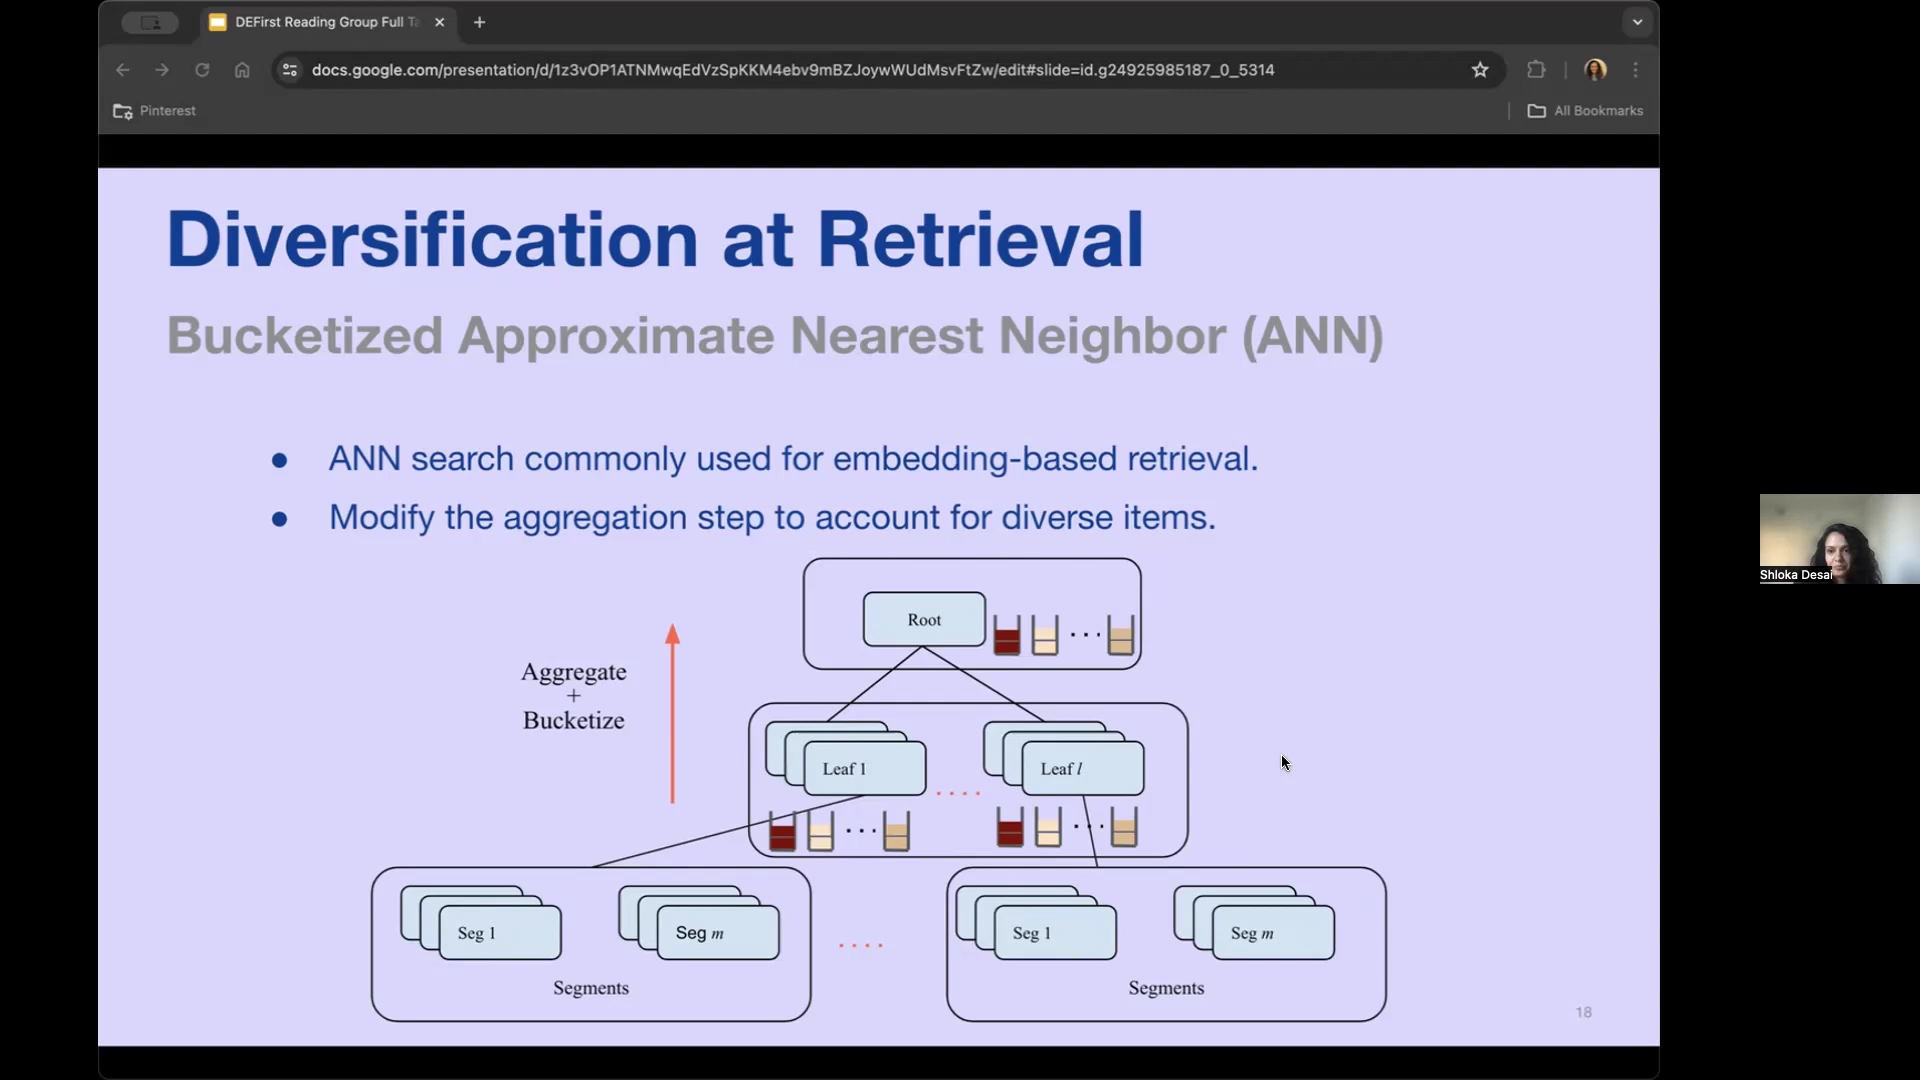 DEFirst Reading Group Full Ta
docs.google.com/presentation/d/1z3vOP1ATNMwqEdVzSpKKM4ebv9mBZJoywWUdMsvFtZw/edit#slide=id.g24925985187_0_5314
Pinterest
All Bookmarks
Diversification at Retrieval
Bucketized Approximate Nearest Neighbor (ANN)
● ANN search commonly used for embedding-based retrieval.
● Modify the aggregation step to account for diverse items.
Root
Aggregate
+
Bucketize
Leaf 1
Leaf l
Seg 1
Seg m
Seg 1
Seg m
Segments
Segments
18
Shloka Desai